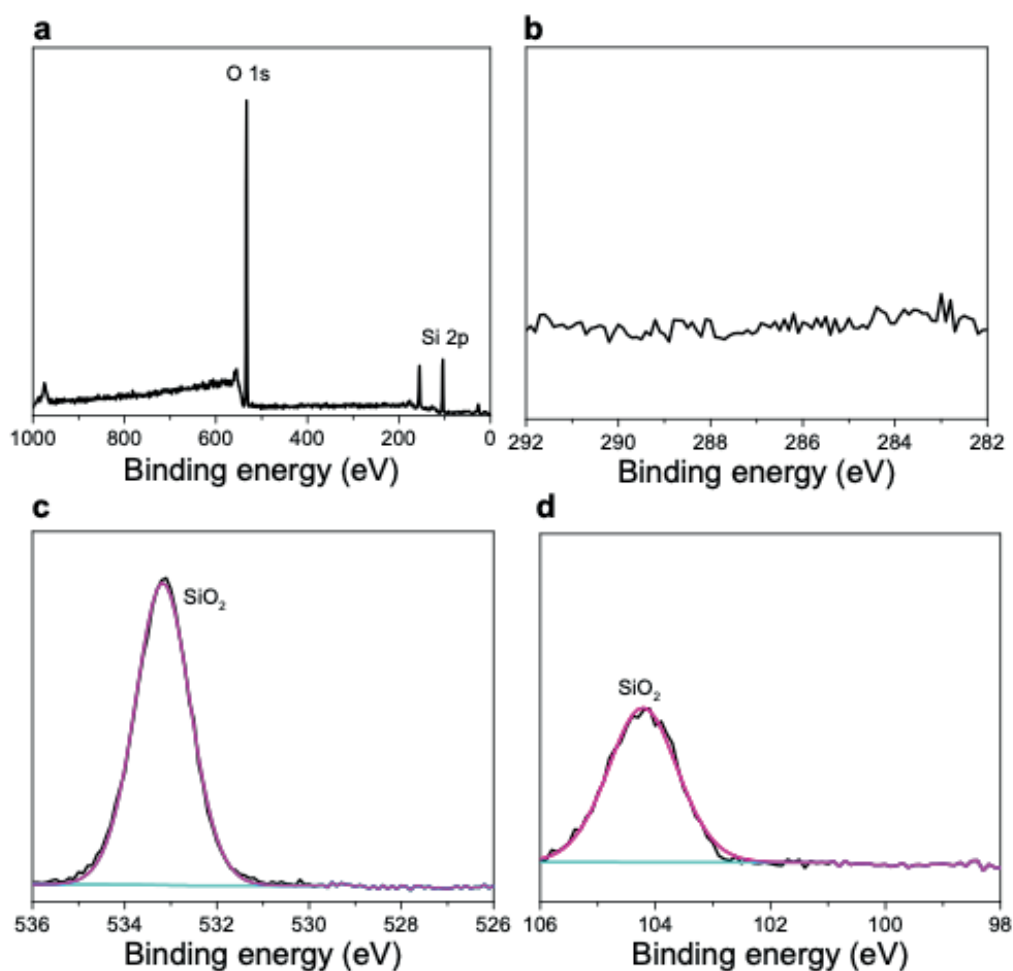 a
O 1s
Si 2p
1000 800 600 400 200 0
Binding energy (eV)
b
292 290 288 286 284 282
Binding energy (eV)
c
SiO₂
536 534 532 530 528 526
Binding energy (eV)
d
SiO₂
106 104 102 100 98
Binding energy (eV)